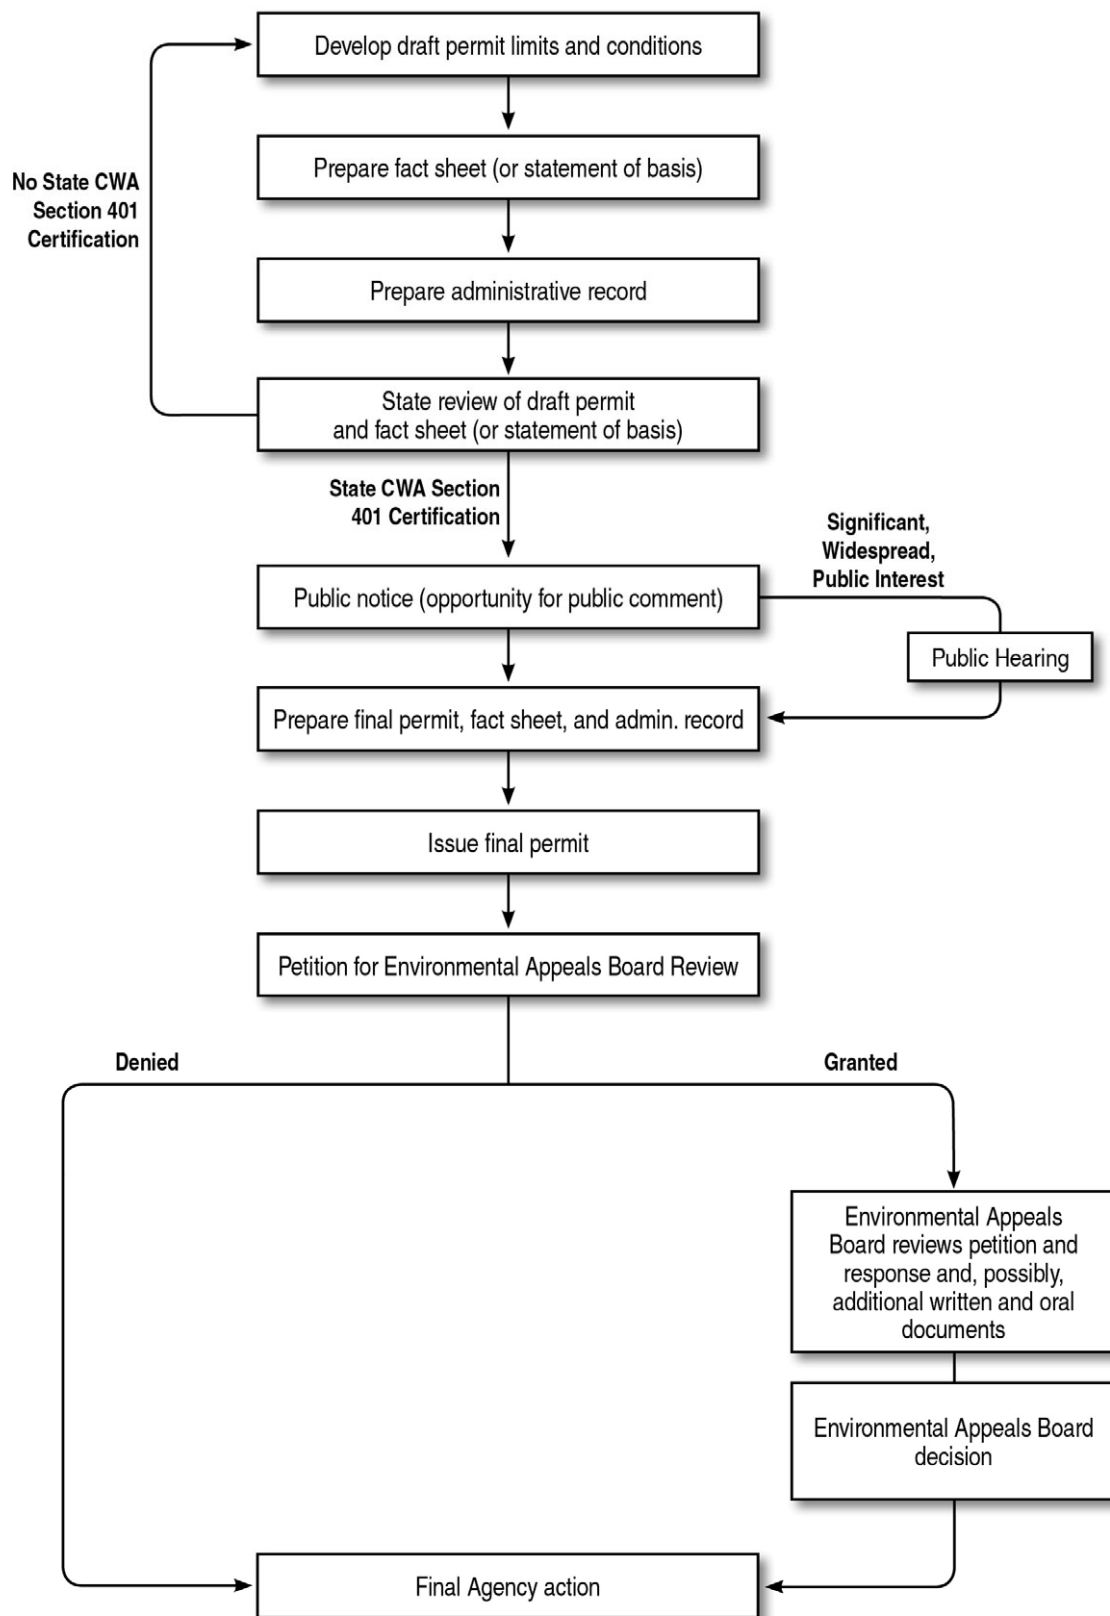 Develop draft permit limits and conditions
Prepare fact sheet (or statement of basis)
No State CWA
Section 401
Certification
Prepare administrative record
State review of draft permit
and fact sheet (or statement of basis)
State CWA Section
401 Certification
Significant,
Widespread,
Public Interest
Public notice (opportunity for public comment)
Public Hearing
Prepare final permit, fact sheet, and admin. record
Issue final permit
Petition for Environmental Appeals Board Review
Denied
Granted
Environmental Appeals
Board reviews petition and
response and, possibly,
additional written and oral
documents
Environmental Appeals Board
decision
Final Agency action